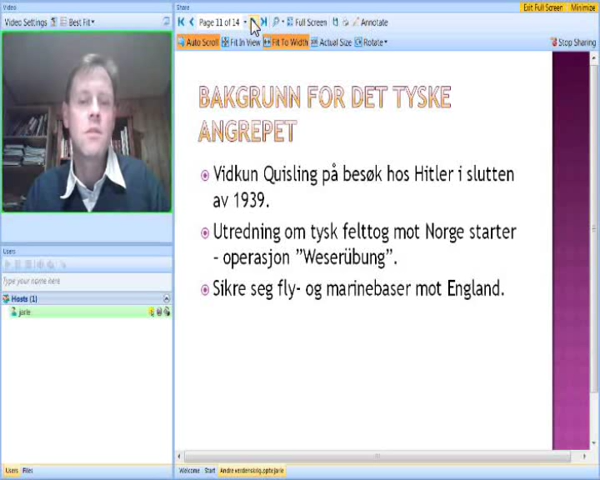 Video
Share
Exit Full Screen
Minimize
Video Settings
Best Fit
Page 11 of 14
Full Screen
Annotate
Auto Scroll
Fit In View
Fit To Width
Actual Size
Rotate
Stop Sharing
BAKGRUNN FOR DET TYSKE
ANGREPET
Vidkun Quisling på besøk hos Hitler i slutten
av 1939.
Utredning om tysk felttog mot Norge starter
- operasjon ”Weserübung”.
Sikre seg fly- og marinebaser mot England.
Users
Type your name here
Hosts (1)
jarle
Users
Files
Welcome
Start